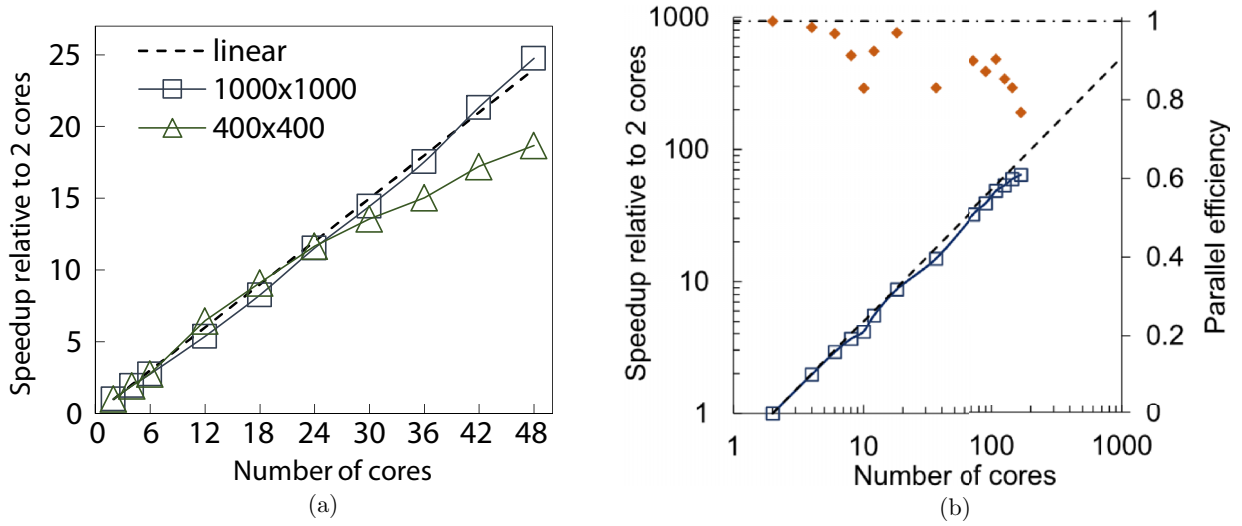 25
20
15
10
5
0
Speedup relative to 2 cores
linear
1000x1000
400x400
0 6 12 18 24 30 36 42 48
Number of cores
(a)
1000
100
10
1
Speedup relative to 2 cores
1
0.8
0.6
0.4
0.2
0
Parallel efficiency
1 10 100 1000
Number of cores
(b)